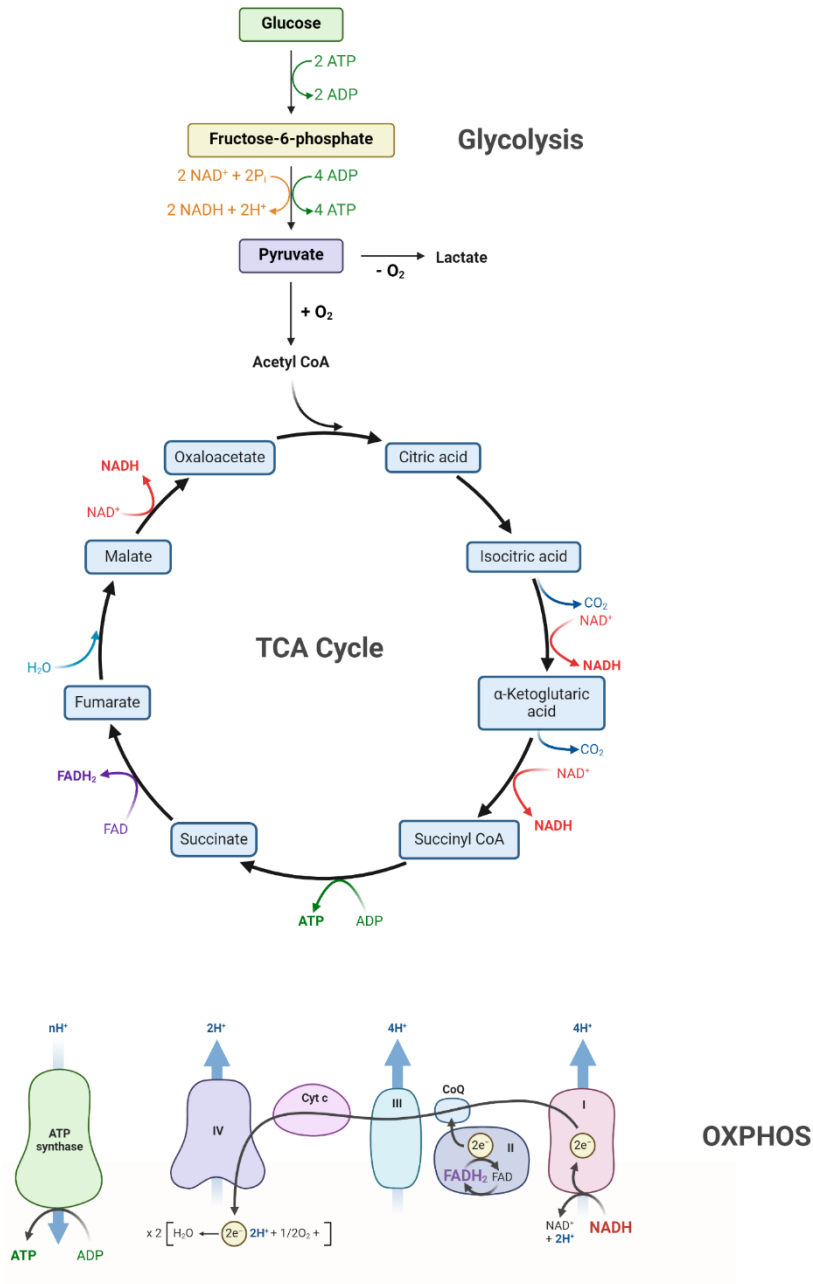 Glucose
2 ATP
2 ADP
Fructose-6-phosphate
Glycolysis
2 NAD⁺ + 2Pᵢ
4 ADP
2 NADH + 2H⁺
4 ATP
Pyruvate
Lactate
- O₂
+ O₂
Acetyl CoA
Oxaloacetate
Citric acid
NADH
NAD⁺
Malate
Isocitric acid
CO₂
NAD⁺
NADH
TCA Cycle
H₂O
Fumarate
α-Ketoglutaric
acid
CO₂
NAD⁺
NADH
FADH₂
FAD
Succinate
Succinyl CoA
ATP
ADP
nH⁺
2H⁺
4H⁺
4H⁺
ATP
synthase
IV
Cyt c
III
CoQ
I
2e⁻
II
2e⁻
FADH₂
FAD
OXPHOS
ATP
ADP
x 2 [ H₂O
2e⁻
2H⁺ + 1/2O₂ + ]
NAD⁺
+ 2H⁺
NADH